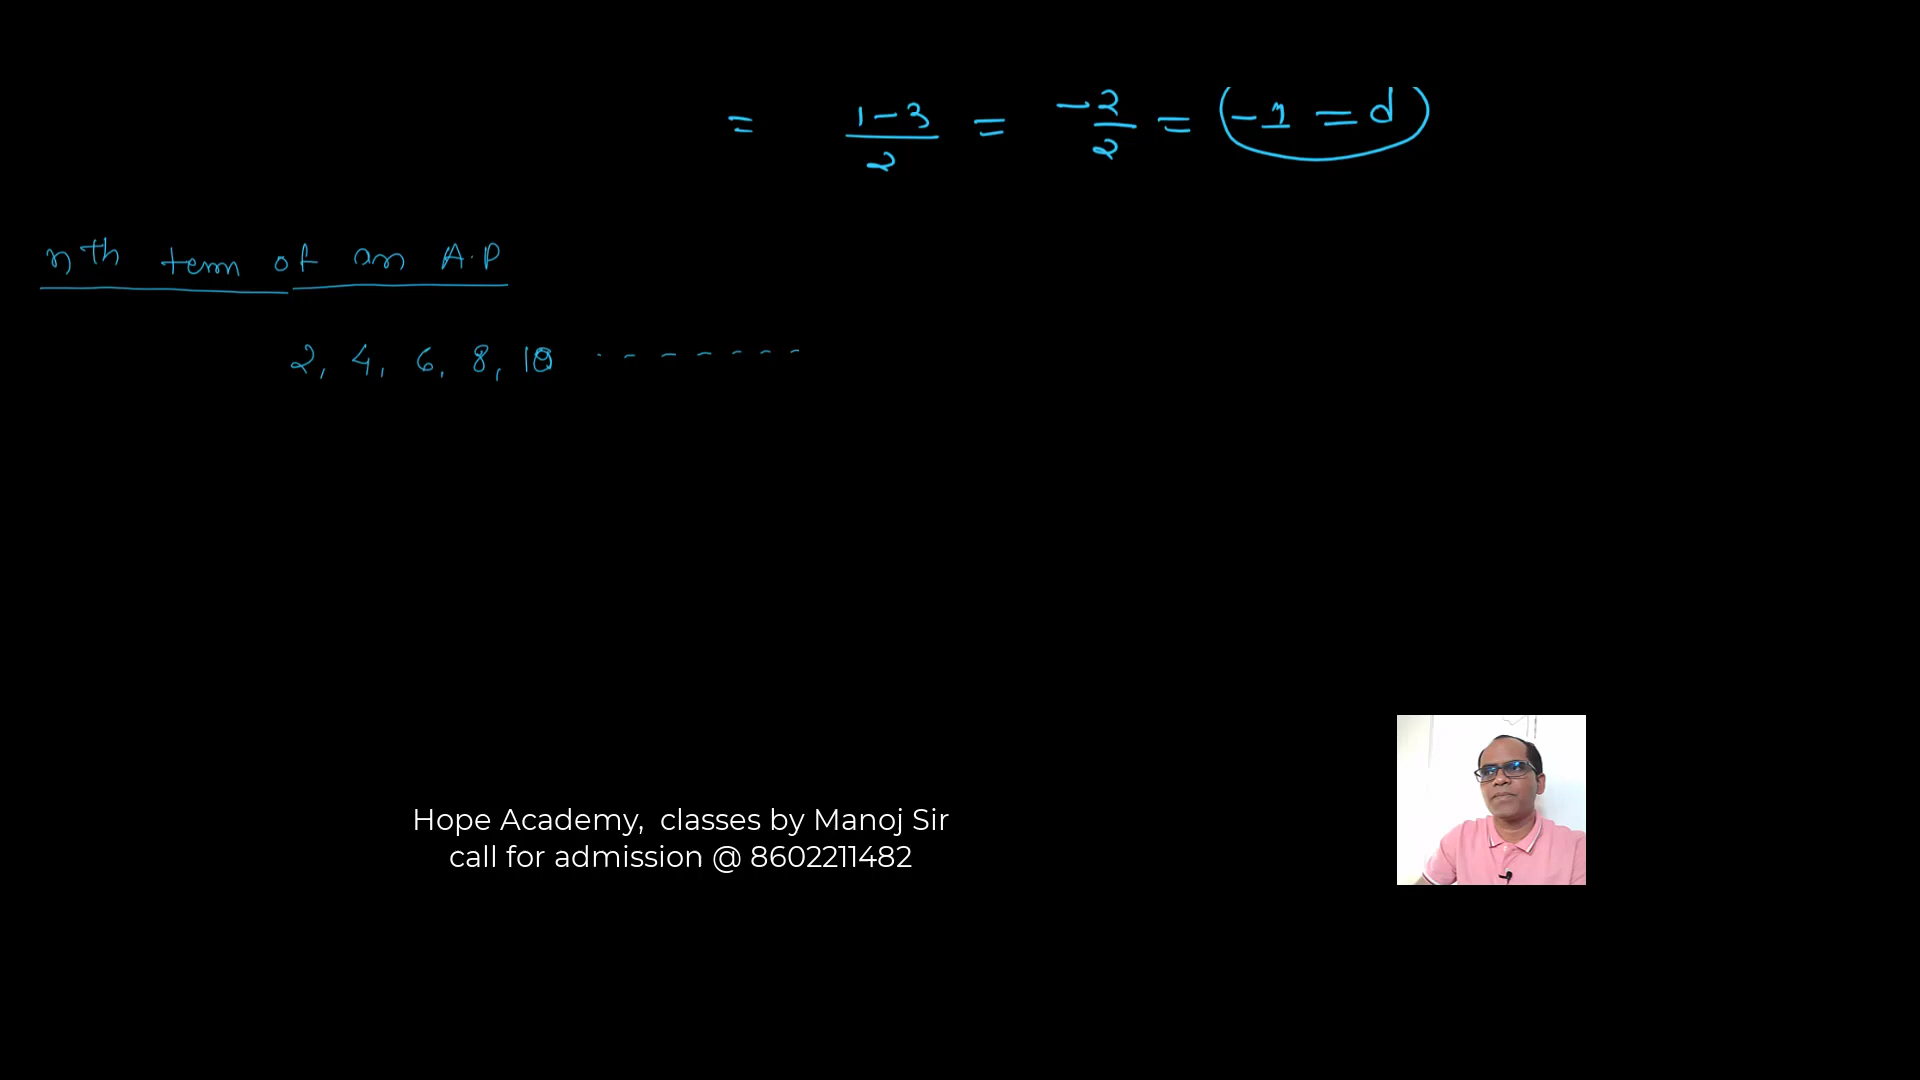 = 1-3/2 = -2/2 = (-1 = d)
nth term of an A.P
2, 4, 6, 8, 10 - - - - - - -
Hope Academy, classes by Manoj Sir
call for admission @ 8602211482